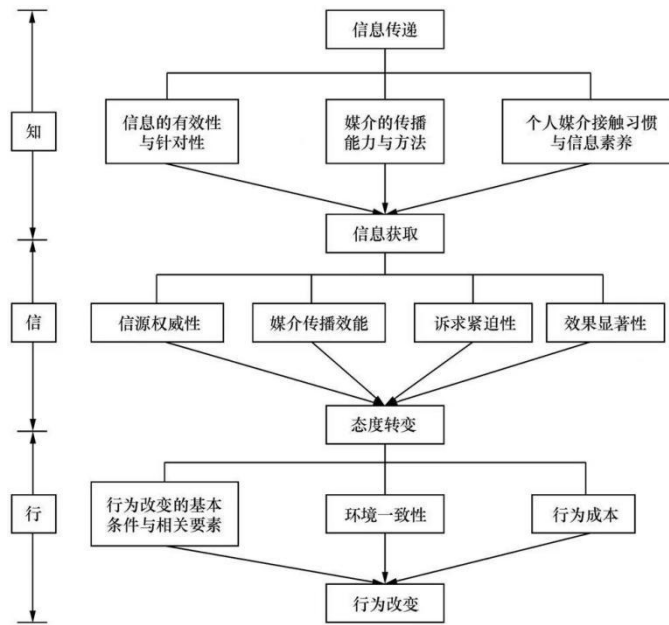 信息传递
知
信息的有效性
与针对性
媒介的传播
能力与方法
个人媒介接触习惯
与信息素养
信息获取
信
信源权威性
媒介传播效能
诉求紧迫性
效果显著性
态度转变
行
行为改变的基本
条件与相关要素
环境一致性
行为成本
行为改变